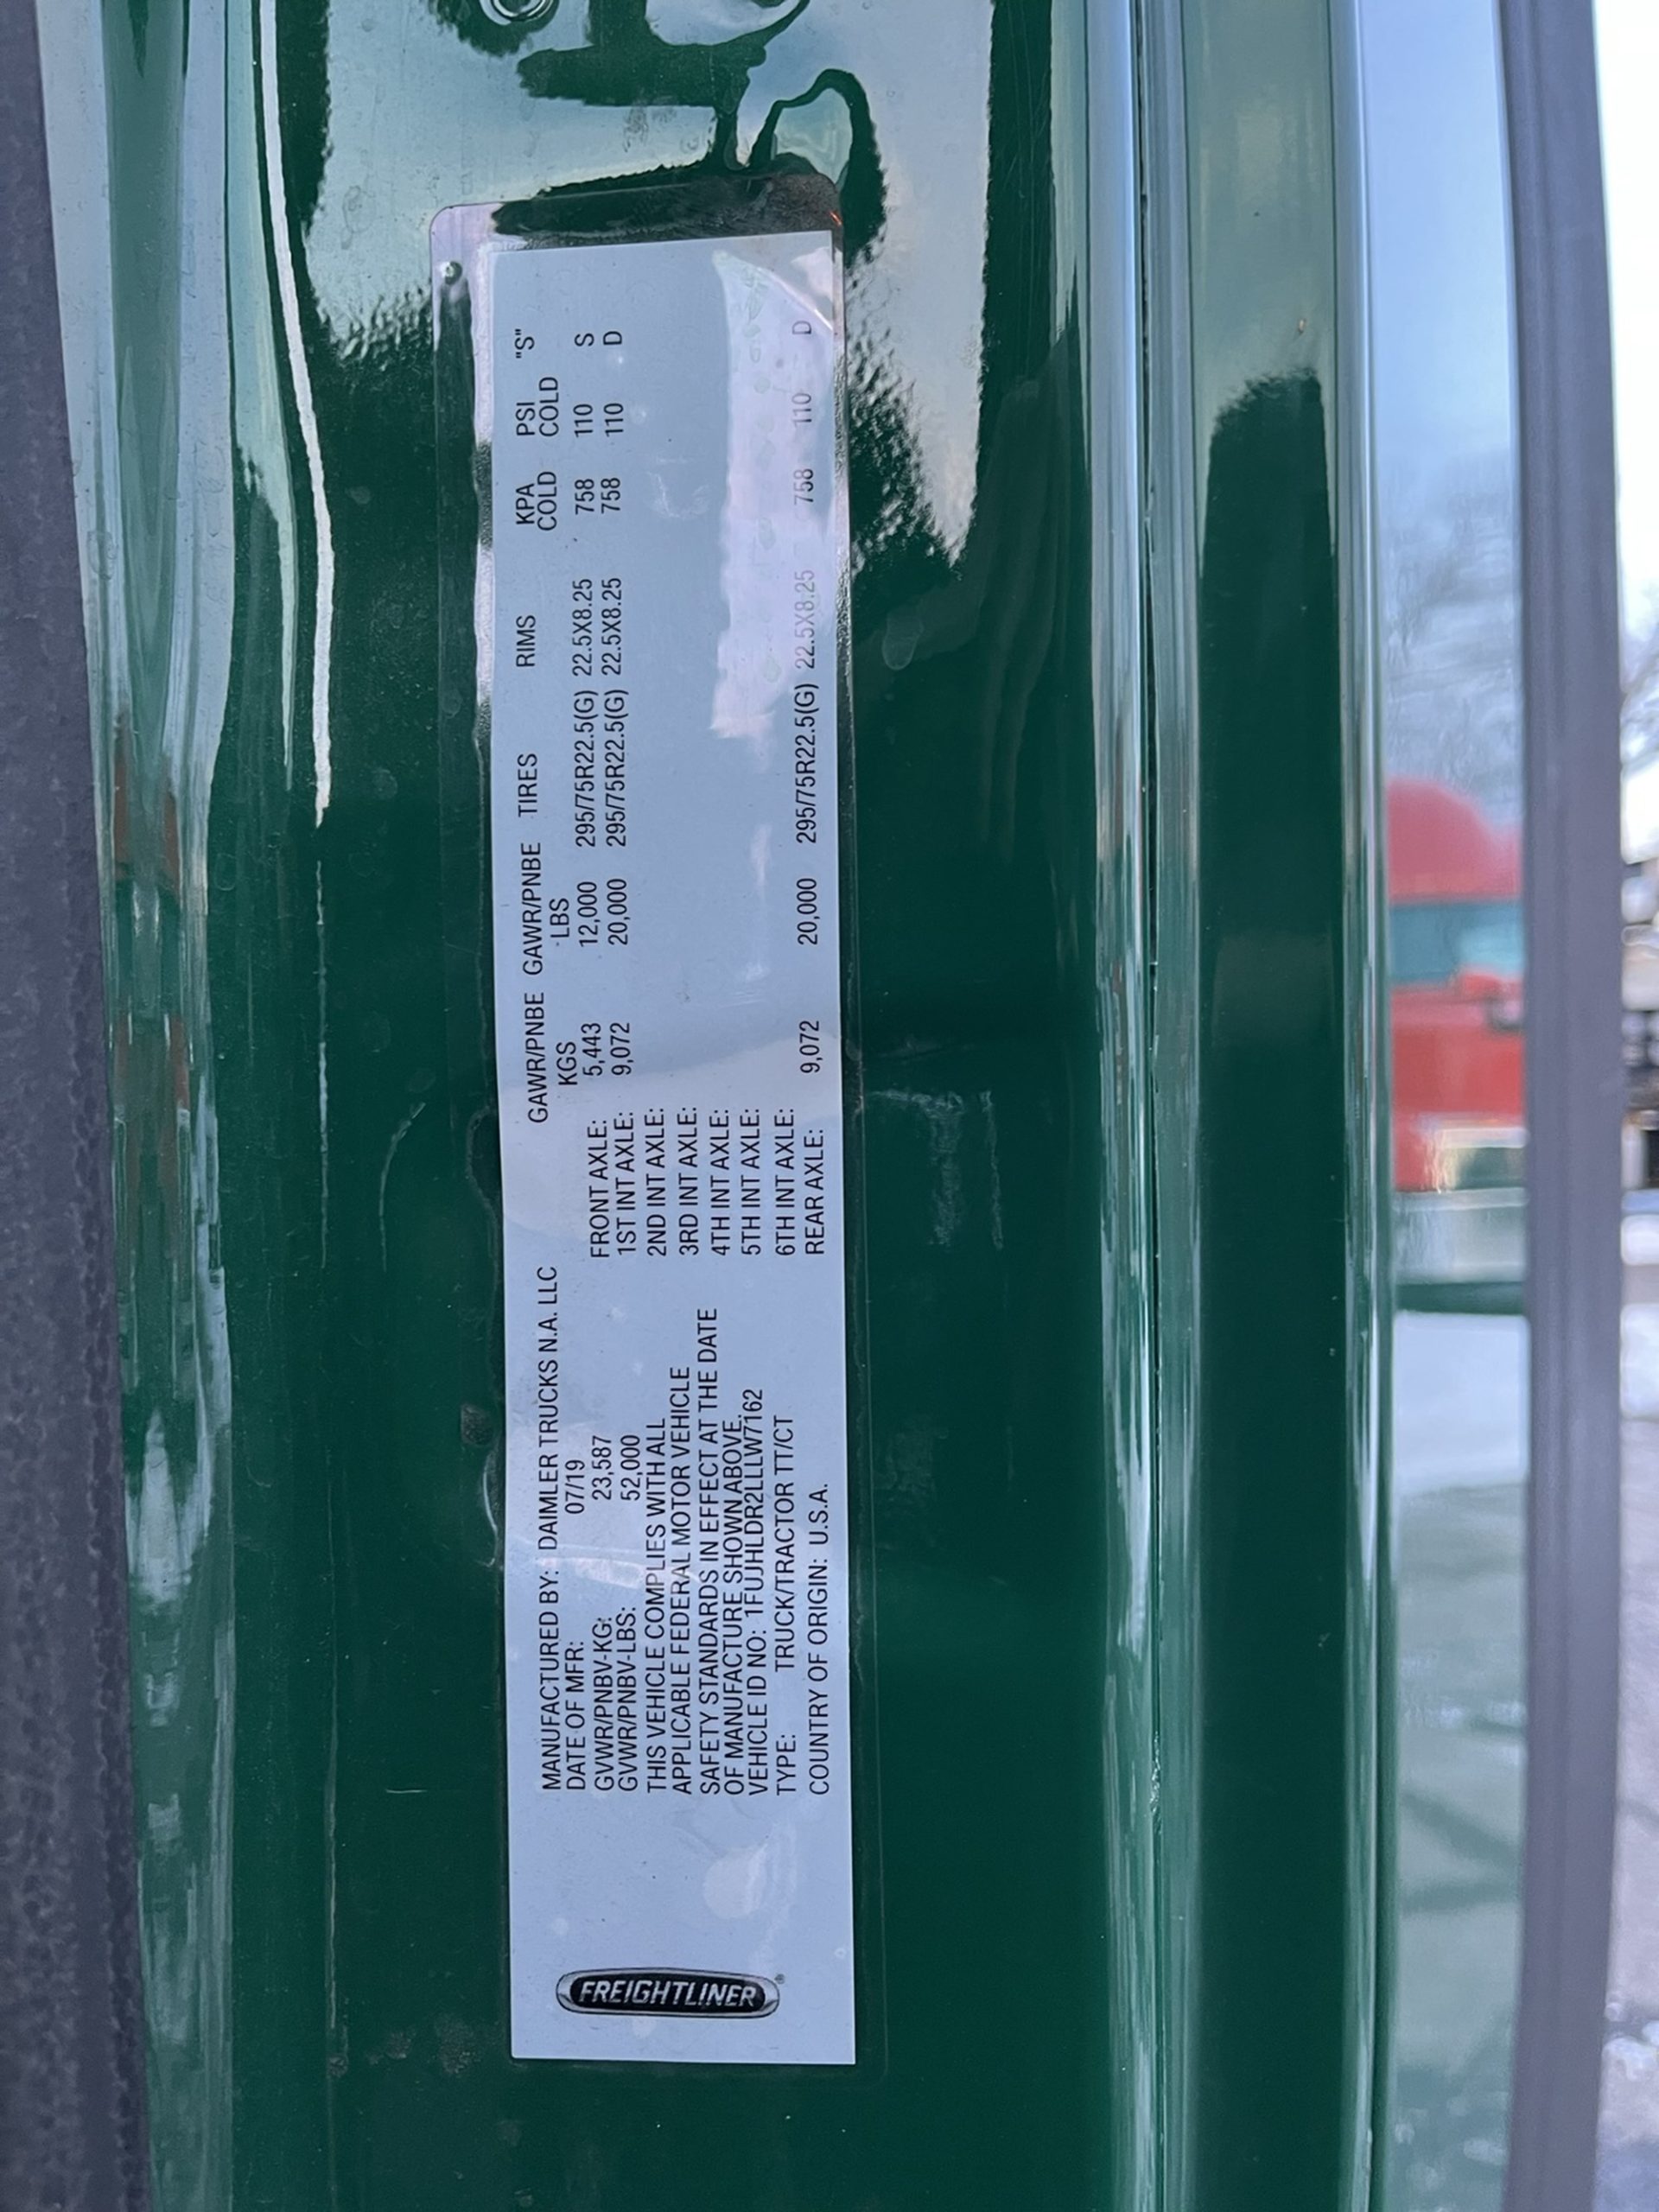 FREIGHTLINER
MANUFACTURED BY: DAIMLER TRUCKS N.A. LLC
DATE OF MFR: 07/19
GVWR/PNBV-KG: 23,587
GVWR/PNBV-LBS: 52,000
THIS VEHICLE COMPLIES WITH ALL
APPLICABLE FEDERAL MOTOR VEHICLE
SAFETY STANDARDS IN EFFECT AT THE DATE
OF MANUFACTURE SHOWN ABOVE.
VEHICLE ID NO: 1FUJHLDR2LLLW7162
TYPE: TRUCK/TRACTOR TT/CT
COUNTRY OF ORIGIN: U.S.A.
GAWR/PNBE GAWR/PNBE TIRES RIMS KPA PSI "S"
KGS LBS COLD COLD
FRONT AXLE: 5,443 12,000 295/75R22.5(G) 22.5X8.25 758 110 S
1ST INT AXLE: 9,072 20,000 295/75R22.5(G) 22.5X8.25 758 110 D
2ND INT AXLE:
3RD INT AXLE:
4TH INT AXLE:
5TH INT AXLE:
6TH INT AXLE:
REAR AXLE: 9,072 20,000 295/75R22.5(G) 22.5X8.25 758 110 D